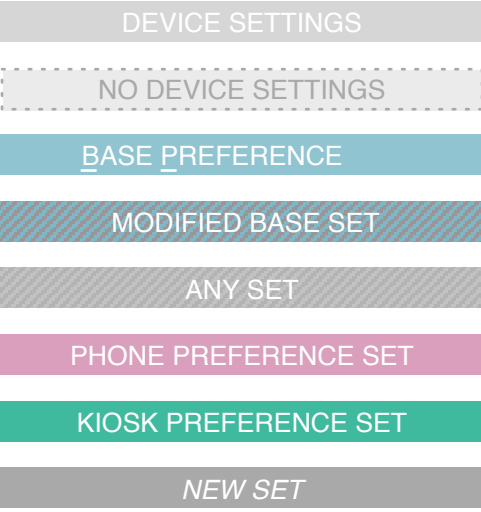 DEVICE SETTINGS
NO DEVICE SETTINGS
BASE PREFERENCE
MODIFIED BASE SET
ANY SET
PHONE PREFERENCE SET
KIOSK PREFERENCE SET
NEW SET